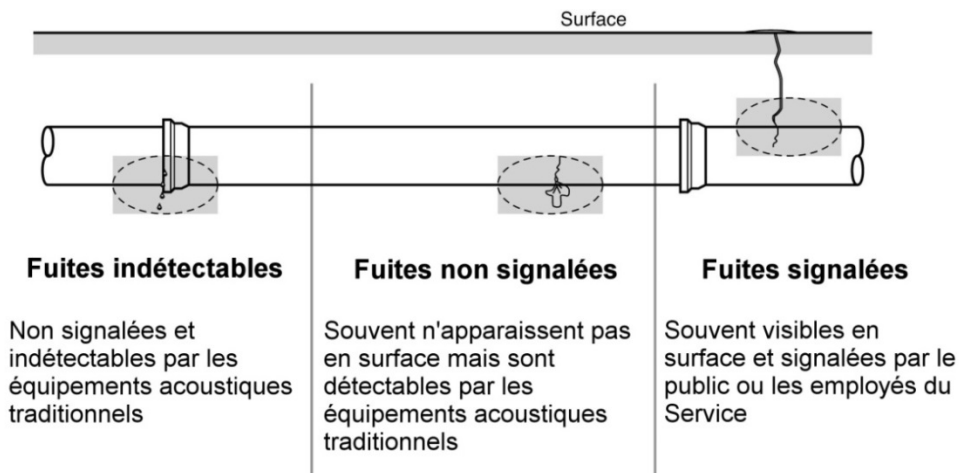 Surface
Fuites indétectables
Non signalées et
indétectables par les
équipements acoustiques
traditionnels
Fuites non signalées
Souvent n'apparaissent pas
en surface mais sont
détectables par les
équipements acoustiques
traditionnels
Fuites signalées
Souvent visibles en
surface et signalées par le
public ou les employés du
Service